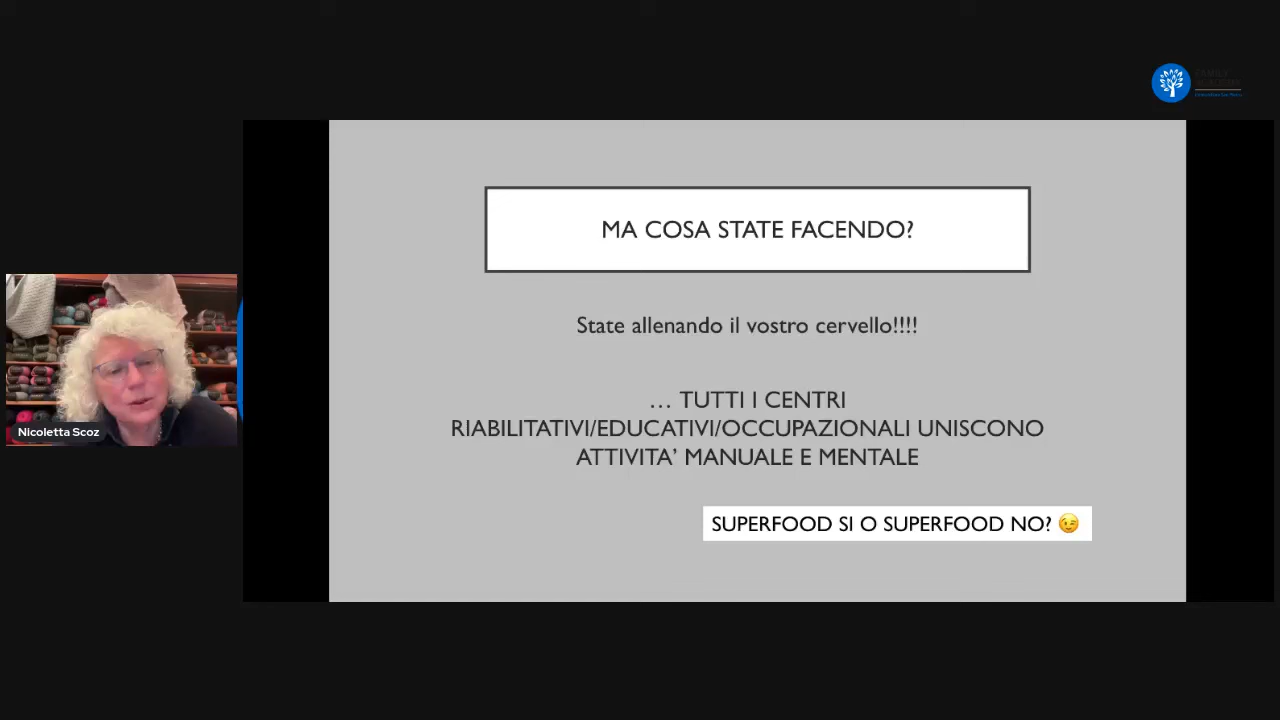 MA COSA STATE FACENDO?
State allenando il vostro cervello!!!!
… TUTTI I CENTRI
RIABILITATIVI/EDUCATIVI/OCCUPAZIONALI UNISCONO
ATTIVITA’ MANUALE E MENTALE
SUPERFOOD SI O SUPERFOOD NO? 😉
Nicoletta Scoz